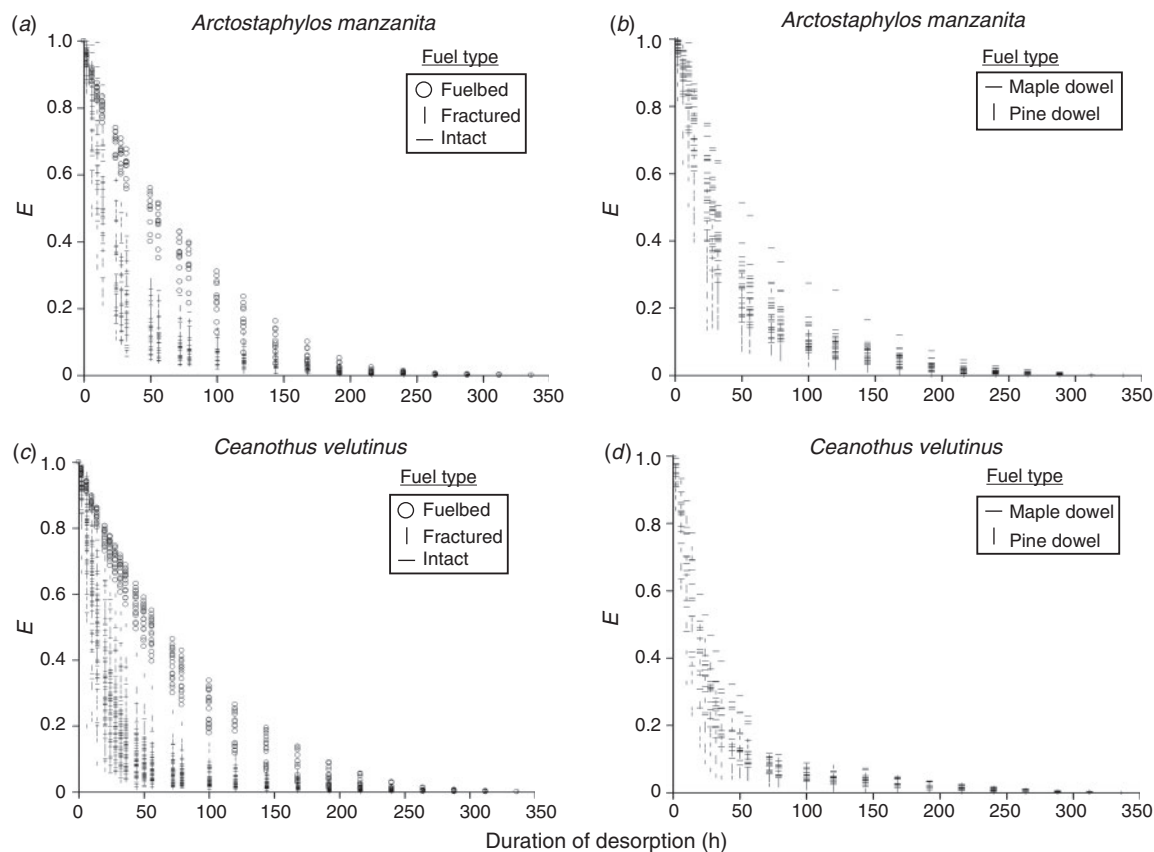 (a) Arctostaphylos manzanita
Fuel type
Fuelbed
Fractured
Intact
E
1.0
0.8
0.6
0.4
0.2
0
0 50 100 150 200 250 300 350
(b) Arctostaphylos manzanita
Fuel type
Maple dowel
Pine dowel
E
1.0
0.8
0.6
0.4
0.2
0
0 50 100 150 200 250 300 350
(c) Ceanothus velutinus
Fuel type
Fuelbed
Fractured
Intact
E
1.0
0.8
0.6
0.4
0.2
0
0 50 100 150 200 250 300 350
(d) Ceanothus velutinus
Fuel type
Maple dowel
Pine dowel
E
1.0
0.8
0.6
0.4
0.2
0
0 50 100 150 200 250 300 350
Duration of desorption (h)